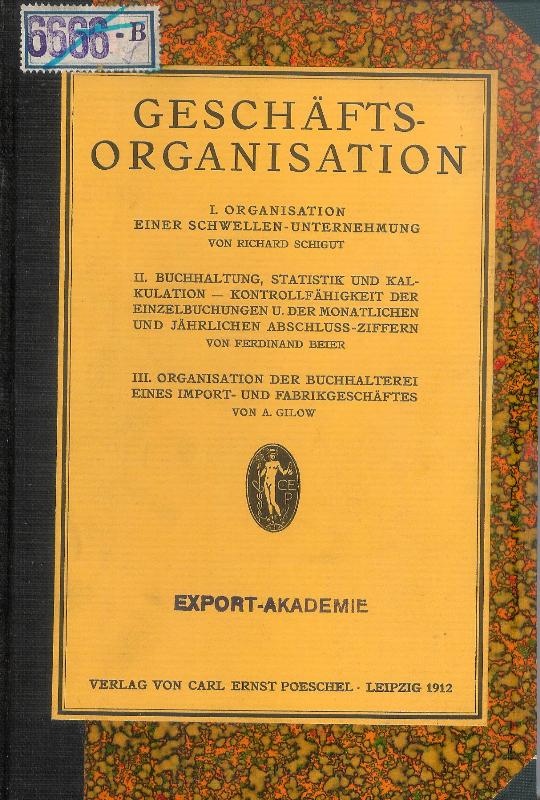 6566-B
GESCHÄFTS-
ORGANISATION
I. ORGANISATION
EINER SCHWELLEN-UNTERNEHMUNG
VON RICHARD SCHIGUT
II. BUCHHALTUNG, STATISTIK UND KAL-
KULATION — KONTROLLFÄHIGKEIT DER
EINZELBUCHUNGEN U. DER MONATLICHEN
UND JÄHRLICHEN ABSCHLUSS-ZIFFERN
VON FERDINAND BEIER
III. ORGANISATION DER BUCHHALTEREI
EINES IMPORT- UND FABRIKGESCHÄFTES
VON A. GILOW
CE
P
EXPORT-AKADEMIE
VERLAG VON CARL ERNST POESCHEL · LEIPZIG 1912